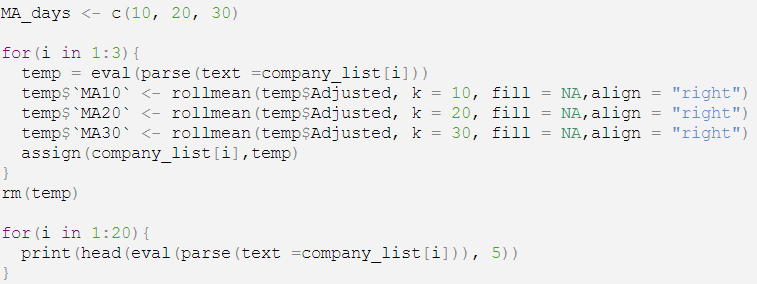 MA_days <- c(10, 20, 30)

for(i in 1:3){
  temp = eval(parse(text =company_list[i]))
  temp$`MA10` <- rollmean(temp$Adjusted, k = 10, fill = NA,align = "right")
  temp$`MA20` <- rollmean(temp$Adjusted, k = 20, fill = NA,align = "right")
  temp$`MA30` <- rollmean(temp$Adjusted, k = 30, fill = NA,align = "right")
  assign(company_list[i],temp)
}
rm(temp)

for(i in 1:20){
  print(head(eval(parse(text =company_list[i])), 5))
}